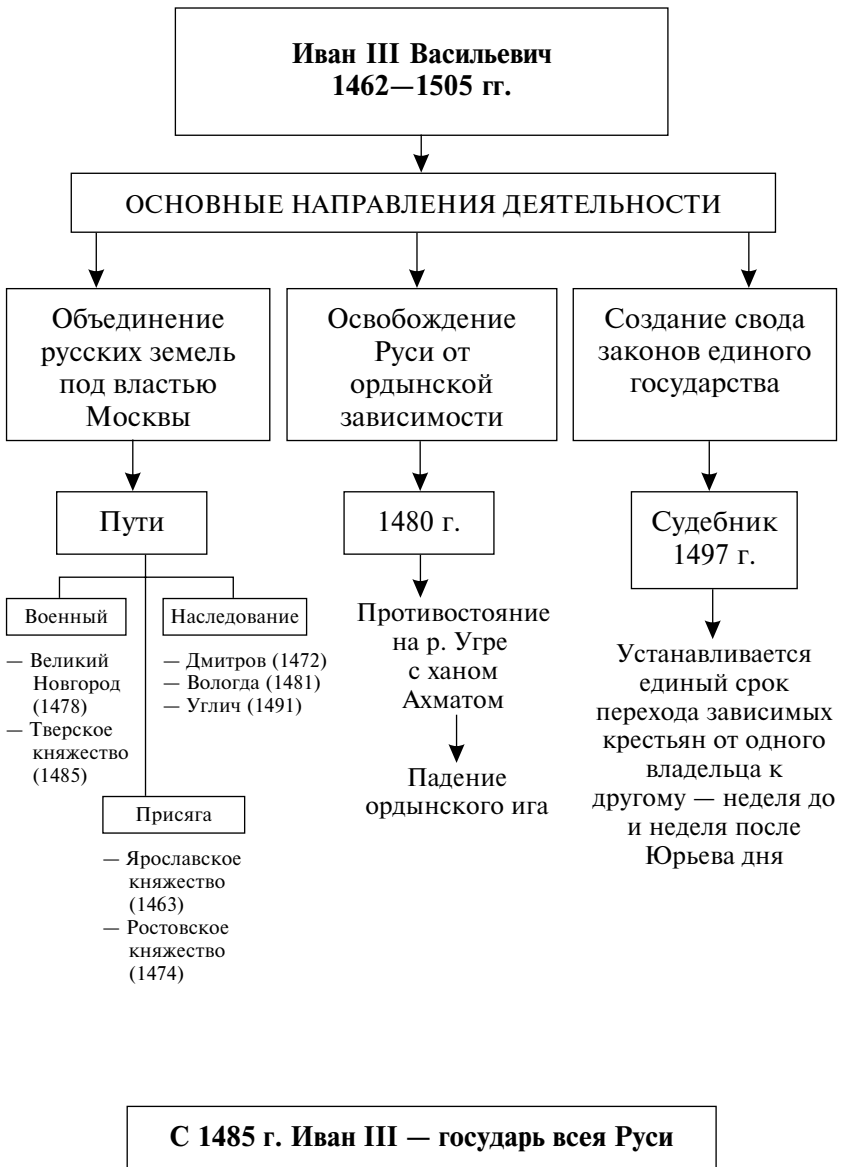 Иван III Васильевич
1462—1505 гг.
ОСНОВНЫЕ НАПРАВЛЕНИЯ ДЕЯТЕЛЬНОСТИ
Объединение
русских земель
под властью
Москвы
Освобождение
Руси от
ордынской
зависимости
Создание свода
законов единого
государства
Пути
1480 г.
Судебник
1497 г.
Военный
— Великий
Новгород
(1478)
— Тверское
княжество
(1485)
Наследование
— Дмитров (1472)
— Вологда (1481)
— Углич (1491)
Присяга
— Ярославское
княжество
(1463)
— Ростовское
княжество
(1474)
Противостояние
на р. Угре
с ханом
Ахматом
Падение
ордынского ига
Устанавливается
единый срок
перехода зависимых
крестьян от одного
владельца к
другому — неделя до
и неделя после
Юрьева дня
С 1485 г. Иван III — государь всея Руси